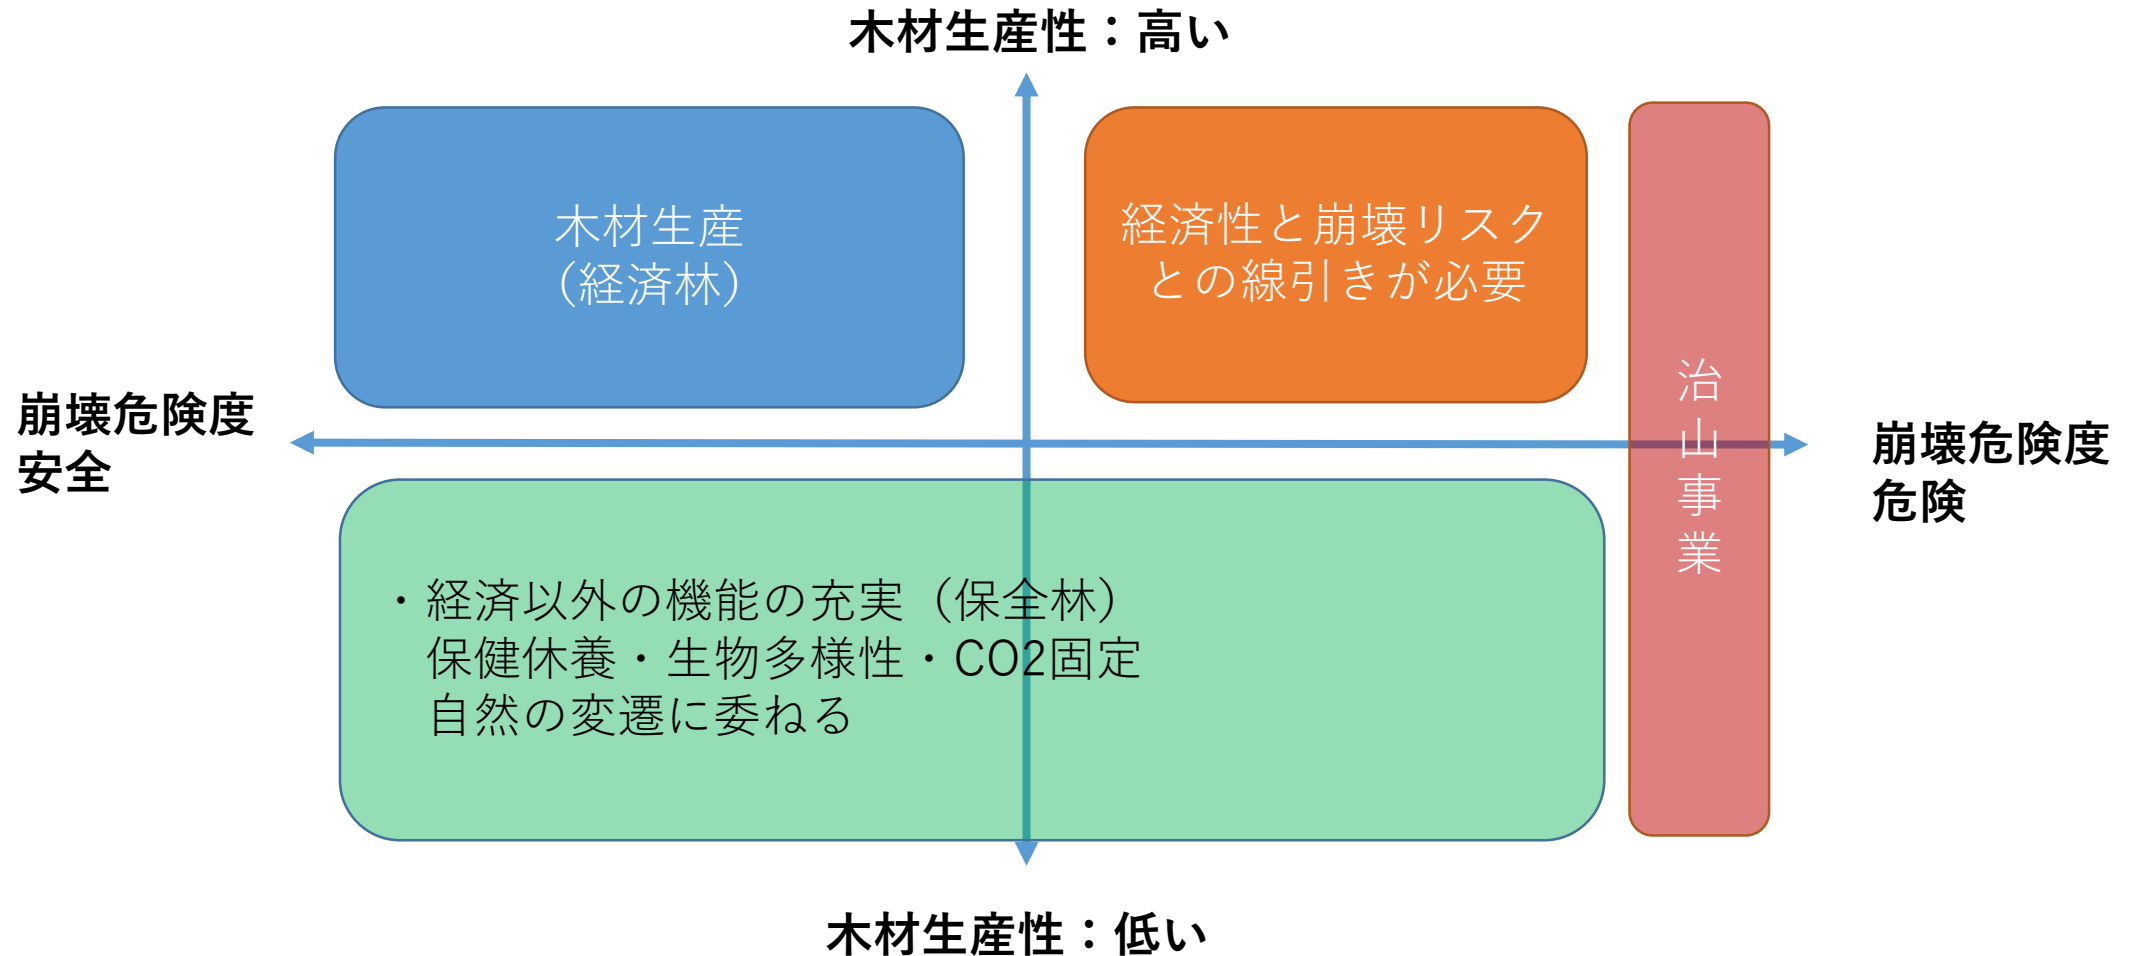 木材生産性：高い
木材生産
（経済林）
経済性と崩壊リスク
との線引きが必要
治山事業
崩壊危険度
安全
崩壊危険度
危険
・経済以外の機能の充実（保全林）
保健休養・生物多様性・CO2固定
自然の変遷に委ねる
木材生産性：低い